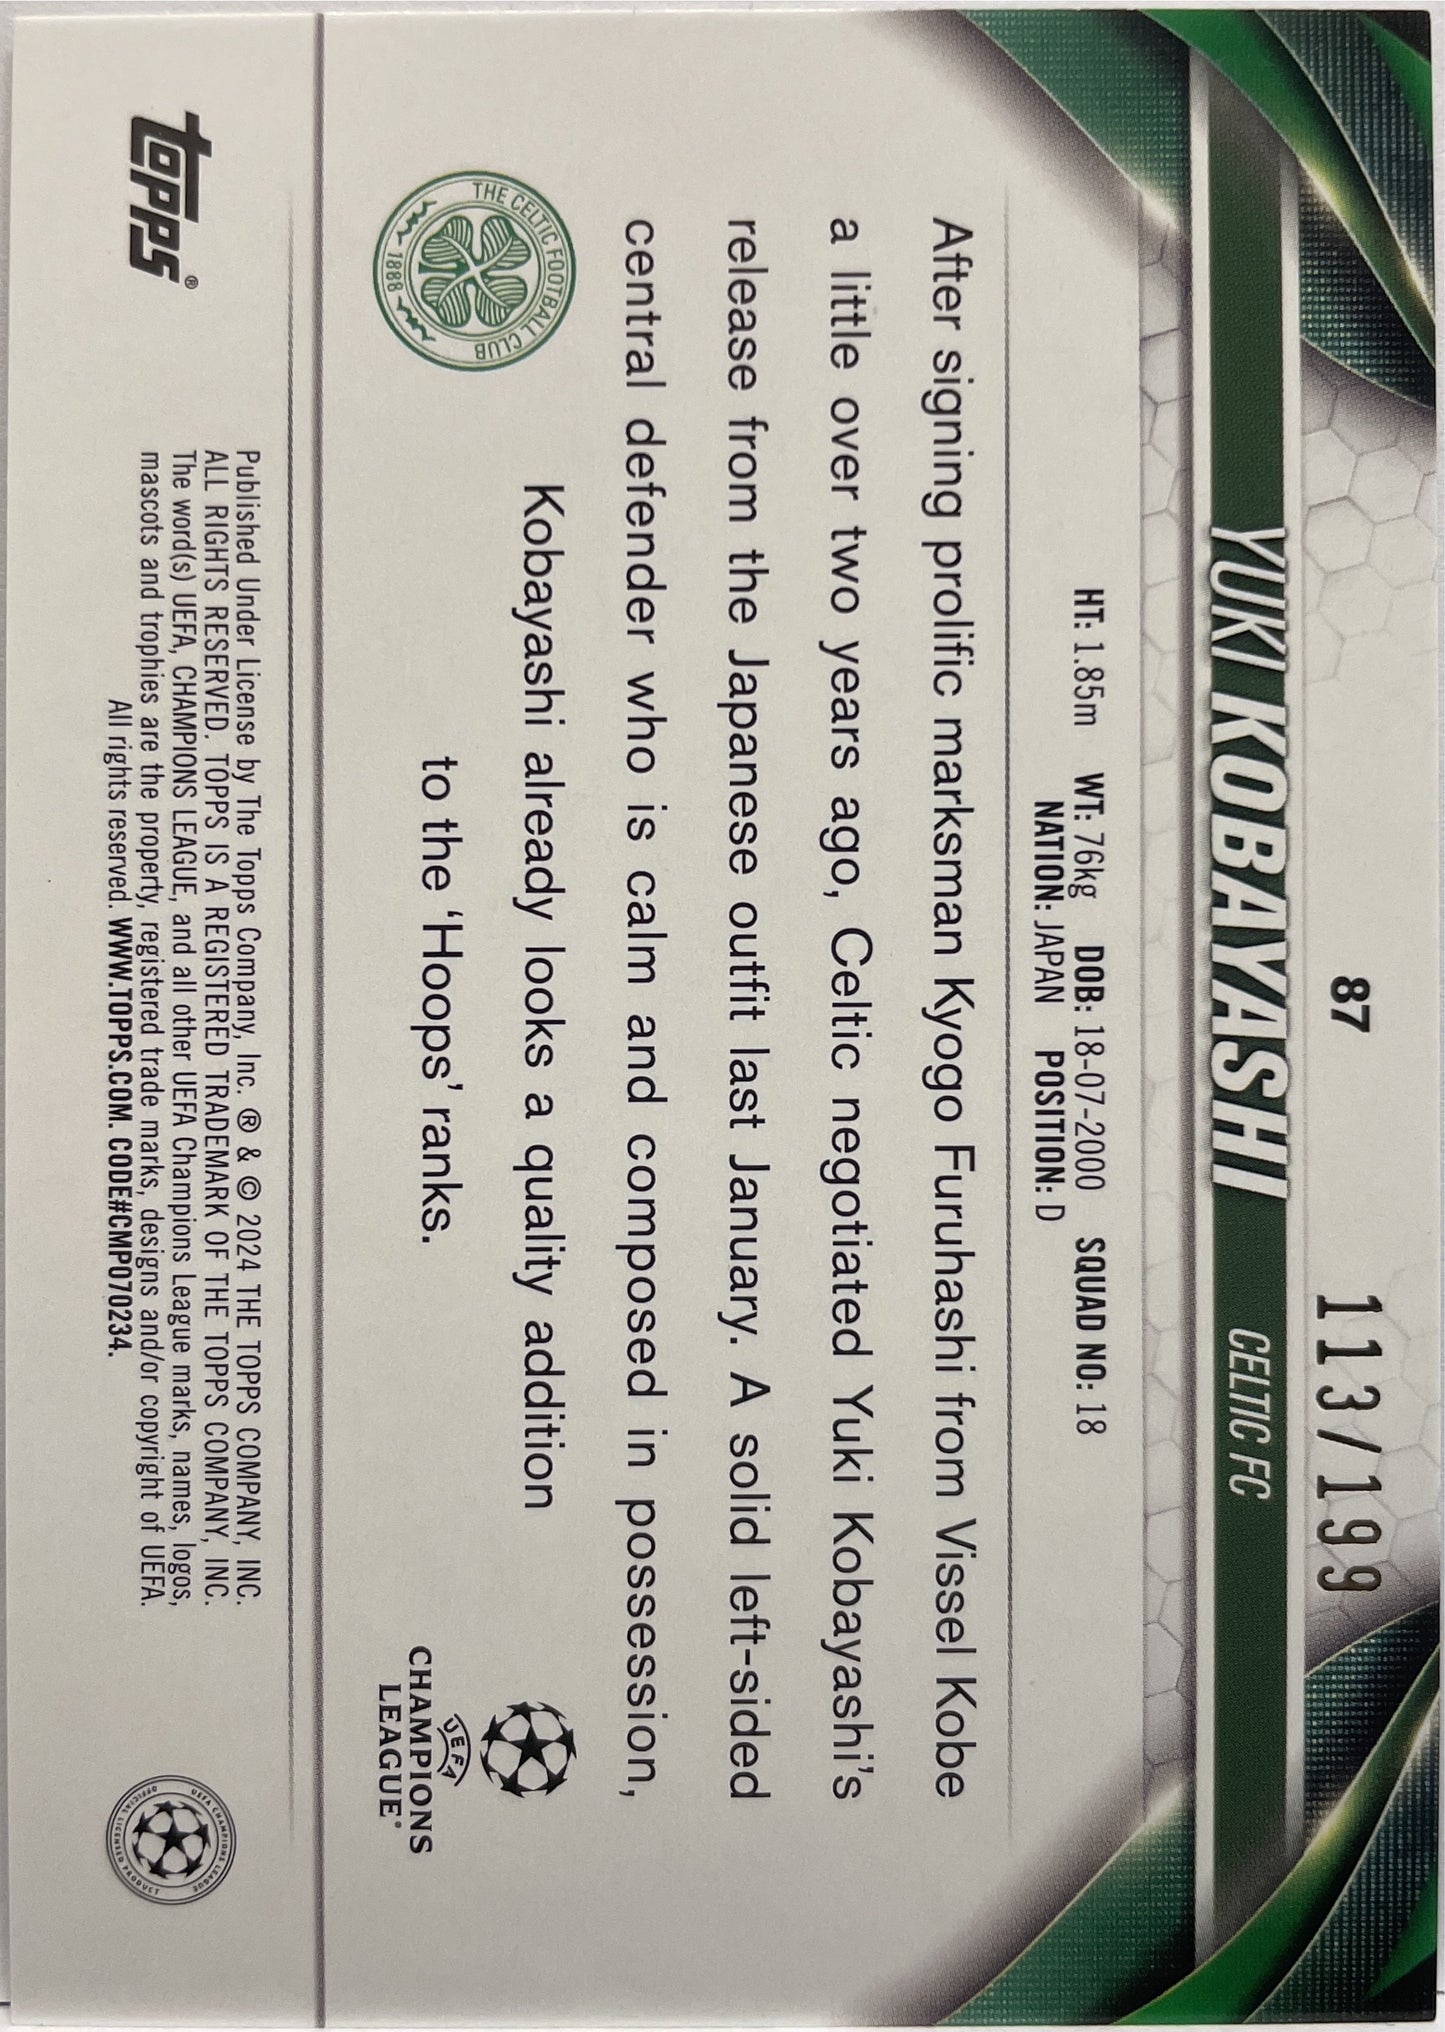 87
113/199
YUKI KOBAYASHI CELTIC FC
HT: 1.85m WT: 76kg DOB: 18-07-2000 SQUAD NO: 18
NATION: JAPAN POSITION: D
After signing prolific marksman Kyogo Furuhashi from Vissel Kobe
a little over two years ago, Celtic negotiated Yuki Kobayashi's
release from the Japanese outfit last January. A solid left-sided
central defender who is calm and composed in possession,
Kobayashi already looks a quality addition
to the ‘Hoops’ ranks.
THE CELTIC FOOTBALL CLUB
1888
UEFA
CHAMPIONS
LEAGUE®
topps®
Published Under License by The Topps Company, Inc. ® & © 2024 THE TOPPS COMPANY, INC.
ALL RIGHTS RESERVED. TOPPS IS A REGISTERED TRADEMARK OF THE TOPPS COMPANY, INC.
The word(s) UEFA, CHAMPIONS LEAGUE, and all other UEFA Champions League marks, names, logos,
mascots and trophies are the property, registered trade marks, designs and/or copyright of UEFA.
All rights reserved. WWW.TOPPS.COM. CODE#CMP070234.
UEFA CHAMPIONS LEAGUE
OFFICIAL LICENSED PRODUCT